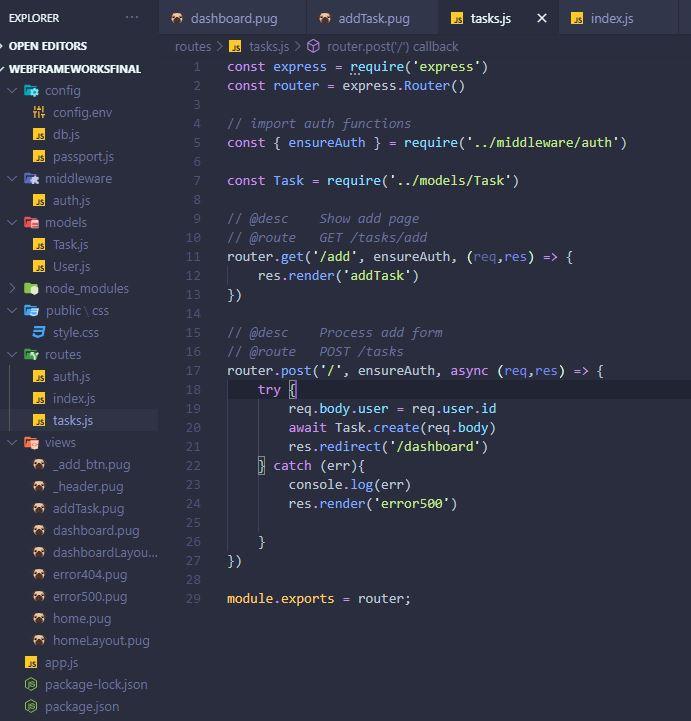 EXPLORER ...
OPEN EDITORS
WEBFRAMEWORKSFINAL
config
config.env
db.js
passport.js
middleware
auth.js
models
Task.js
User.js
node_modules
public \ css
style.css
routes
auth.js
index.js
tasks.js
views
_add_btn.pug
_header.pug
addTask.pug
dashboard.pug
dashboardLayou...
error404.pug
error500.pug
home.pug
homeLayout.pug
app.js
package-lock.json
package.json
dashboard.pug addTask.pug tasks.js × index.js
routes > JS tasks.js > router.post('/') callback
1 const express = require('express')
2 const router = express.Router()
3
4 // import auth functions
5 const { ensureAuth } = require('../middleware/auth')
6
7 const Task = require('../models/Task')
8
9 // @desc    Show add page
10 // @route   GET /tasks/add
11 router.get('/add', ensureAuth, (req,res) => {
12     res.render('addTask')
13 })
14
15 // @desc    Process add form
16 // @route   POST /tasks
17 router.post('/', ensureAuth, async (req,res) => {
18     try {
19         req.body.user = req.user.id
20         await Task.create(req.body)
21         res.redirect('/dashboard')
22     } catch (err){
23         console.log(err)
24         res.render('error500')
25
26     }
27 })
28
29 module.exports = router;